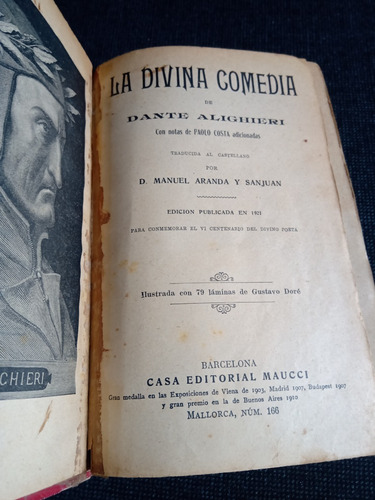 LA DIVINA COMEDIA
DE
DANTE ALIGHIERI
Con notas de PAOLO COSTA adicionadas
TRADUCIDA AL CASTELLANO
POR
D. MANUEL ARANDA Y SANJUAN
EDICION PUBLICADA EN 1921
PARA CONMEMORAR EL VI CENTENARIO DEL DIVINO POETA
Ilustrada con 79 láminas de Gustavo Doré
BARCELONA
CASA EDITORIAL MAUCCI
Gran medalla en las Exposiciones de Viena de 1903, Madrid 1907, Budapest 1907
y gran premio en la de Buenos Aires 1910
MALLORCA, NÚM. 166
GHIERI